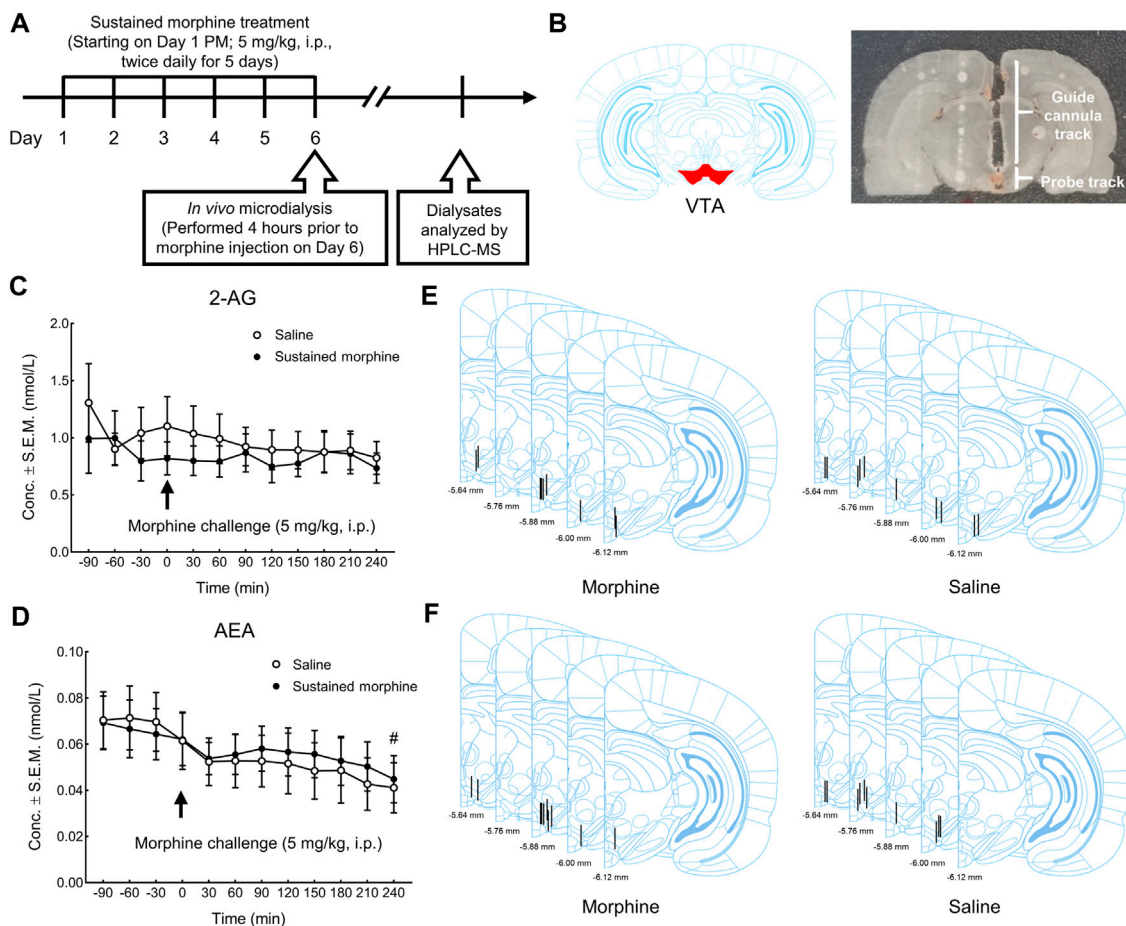 A
Sustained morphine treatment
(Starting on Day 1 PM; 5 mg/kg, i.p.,
twice daily for 5 days)
Day 1 2 3 4 5 6
In vivo microdialysis
(Performed 4 hours prior to
morphine injection on Day 6)
Dialysates
analyzed by
HPLC-MS
B
VTA
Guide
cannula
track
Probe track
C
2-AG
Saline
Sustained morphine
Conc. ± S.E.M. (nmol/L)
2.0
1.5
1.0
0.5
0.0
Morphine challenge (5 mg/kg, i.p.)
-90 -60 -30 0 30 60 90 120 150 180 210 240
Time (min)
D
AEA
Saline
Sustained morphine
#
Conc. ± S.E.M. (nmol/L)
0.10
0.08
0.06
0.04
0.02
0.00
Morphine challenge (5 mg/kg, i.p.)
-90 -60 -30 0 30 60 90 120 150 180 210 240
Time (min)
E
-5.64 mm
-5.76 mm
-5.88 mm
-6.00 mm
-6.12 mm
Morphine
-5.64 mm
-5.76 mm
-5.88 mm
-6.00 mm
-6.12 mm
Saline
F
-5.64 mm
-5.76 mm
-5.88 mm
-6.00 mm
-6.12 mm
Morphine
-5.64 mm
-5.76 mm
-5.88 mm
-6.00 mm
-6.12 mm
Saline